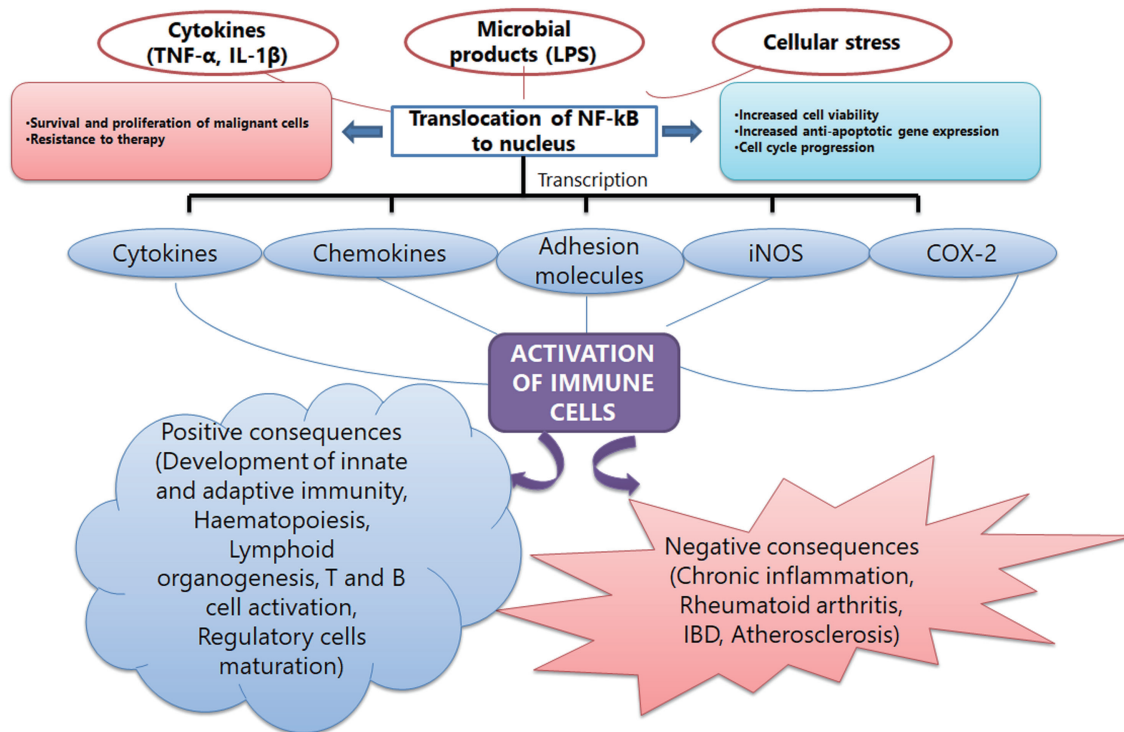 Cytokines
(TNF-α, IL-1β)
Microbial
products (LPS)
Cellular stress
•Survival and proliferation of malignant cells
•Resistance to therapy
Translocation of NF-kB
to nucleus
•Increased cell viability
•Increased anti-apoptotic gene expression
•Cell cycle progression
Transcription
Cytokines
Chemokines
Adhesion
molecules
iNOS
COX-2
ACTIVATION
OF IMMUNE
CELLS
Positive consequences
(Development of innate
and adaptive immunity,
Haematopoiesis,
Lymphoid
organogenesis, T and B
cell activation,
Regulatory cells
maturation)
Negative consequences
(Chronic inflammation,
Rheumatoid arthritis,
IBD, Atherosclerosis)